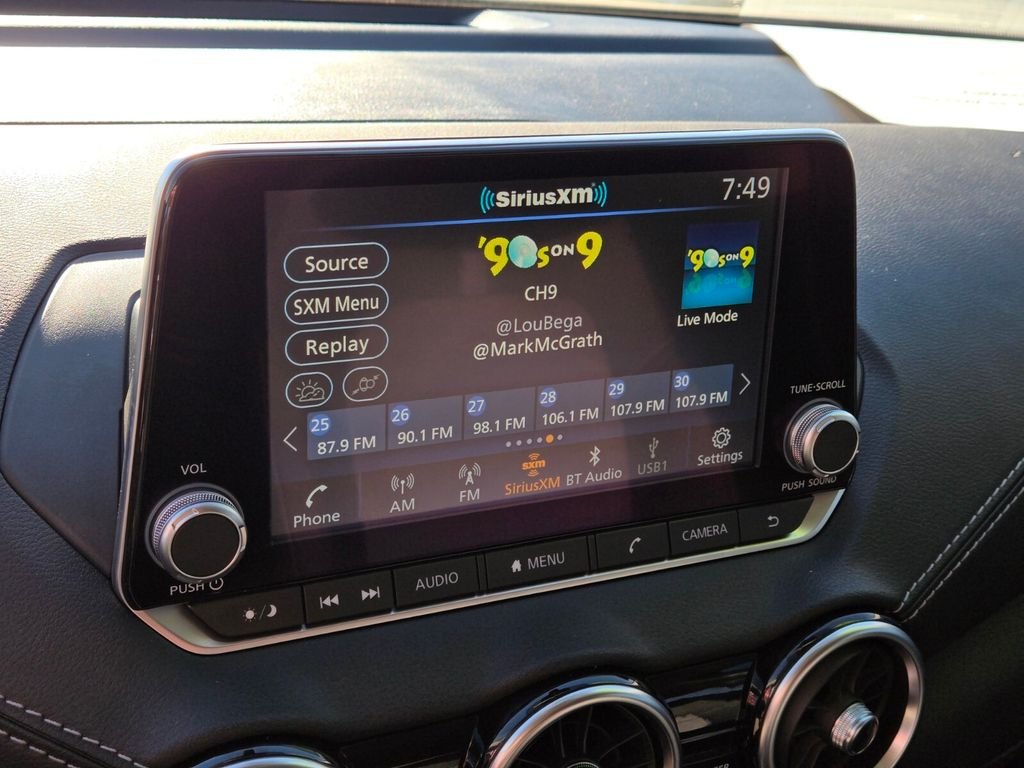 SiriusXM
7:49
'90s ON 9
'90s ON 9
Source
CH9
SXM Menu
@LouBega
Live Mode
Replay
@MarkMcGrath
25
87.9 FM
26
90.1 FM
27
98.1 FM
28
106.1 FM
29
107.9 FM
30
107.9 FM
TUNE·SCROLL
VOL
Phone
AM
FM
sxm
SiriusXM
BT Audio
USB1
Settings
PUSH SOUND
PUSH
AUDIO
MENU
CAMERA